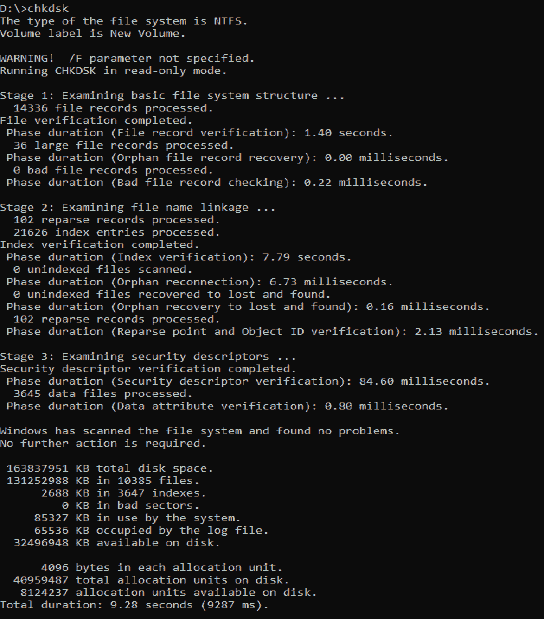 D:\>chkdsk
The type of the file system is NTFS.
Volume label is New Volume.
WARNING!  /F parameter not specified.
Running CHKDSK in read-only mode.
Stage 1: Examining basic file system structure ...
  14336 file records processed.
File verification completed.
 Phase duration (File record verification): 1.40 seconds.
  36 large file records processed.
 Phase duration (Orphan file record recovery): 0.00 milliseconds.
  0 bad file records processed.
 Phase duration (Bad file record checking): 0.22 milliseconds.
Stage 2: Examining file name linkage ...
  102 reparse records processed.
  21626 index entries processed.
Index verification completed.
 Phase duration (Index verification): 7.79 seconds.
  0 unindexed files scanned.
 Phase duration (Orphan reconnection): 6.73 milliseconds.
  0 unindexed files recovered to lost and found.
 Phase duration (Orphan recovery to lost and found): 0.16 milliseconds.
  102 reparse records processed.
 Phase duration (Reparse point and Object ID verification): 2.13 milliseconds.
Stage 3: Examining security descriptors ...
Security descriptor verification completed.
 Phase duration (Security descriptor verification): 84.60 milliseconds.
  3645 data files processed.
 Phase duration (Data attribute verification): 0.80 milliseconds.
Windows has scanned the file system and found no problems.
No further action is required.
 163837951 KB total disk space.
 131252988 KB in 10385 files.
      2688 KB in 3647 indexes.
         0 KB in bad sectors.
     85327 KB in use by the system.
     65536 KB occupied by the log file.
  32496948 KB available on disk.
      4096 bytes in each allocation unit.
  40959487 total allocation units on disk.
   8124237 allocation units available on disk.
Total duration: 9.28 seconds (9287 ms).